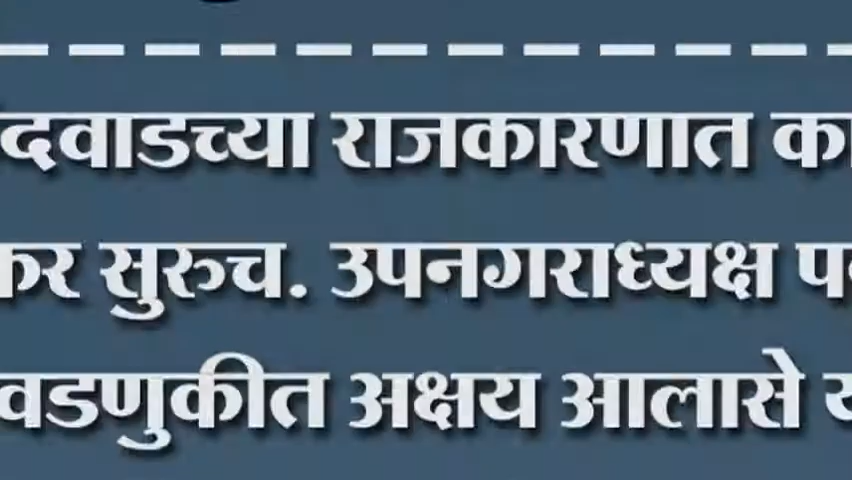 दवाडच्या राजकारणात का
कर सुरुच. उपनगराध्यक्ष
वडणुकीत अक्षय आलासे